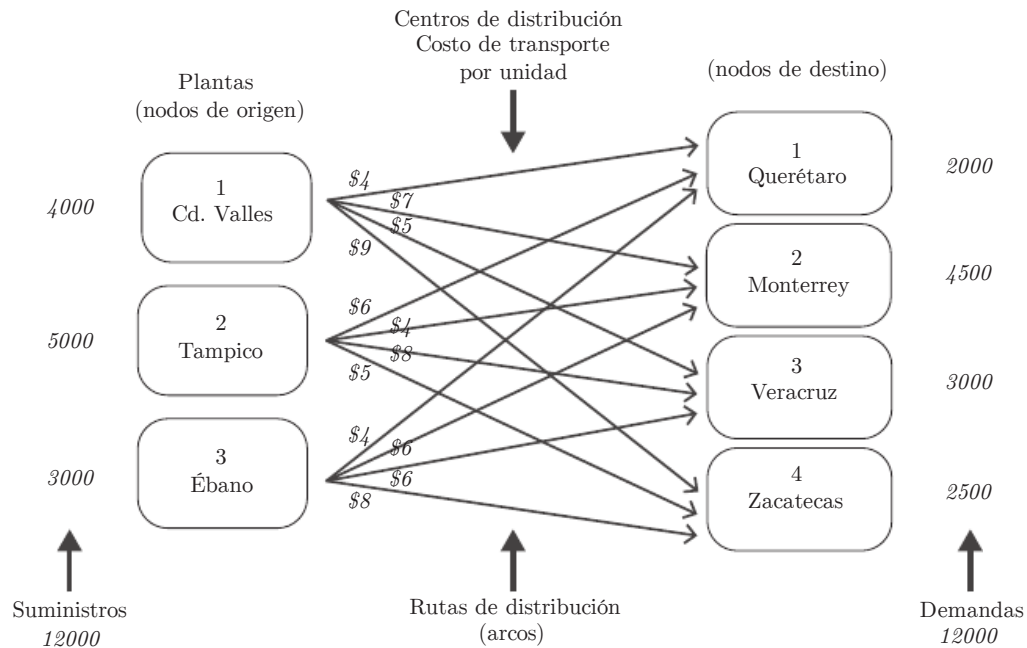 Centros de distribución
Costo de transporte
por unidad
Plantas
(nodos de origen)
(nodos de destino)
4000
1
Cd. Valles
$4
$7
$5
$9
1
Querétaro
2000
2
Monterrey
4500
5000
2
Tampico
$6
$4
$8
$5
3
Veracruz
3000
3000
3
Ébano
$4
$6
$6
$8
4
Zacatecas
2500
Suministros
12000
Rutas de distribución
(arcos)
Demandas
12000